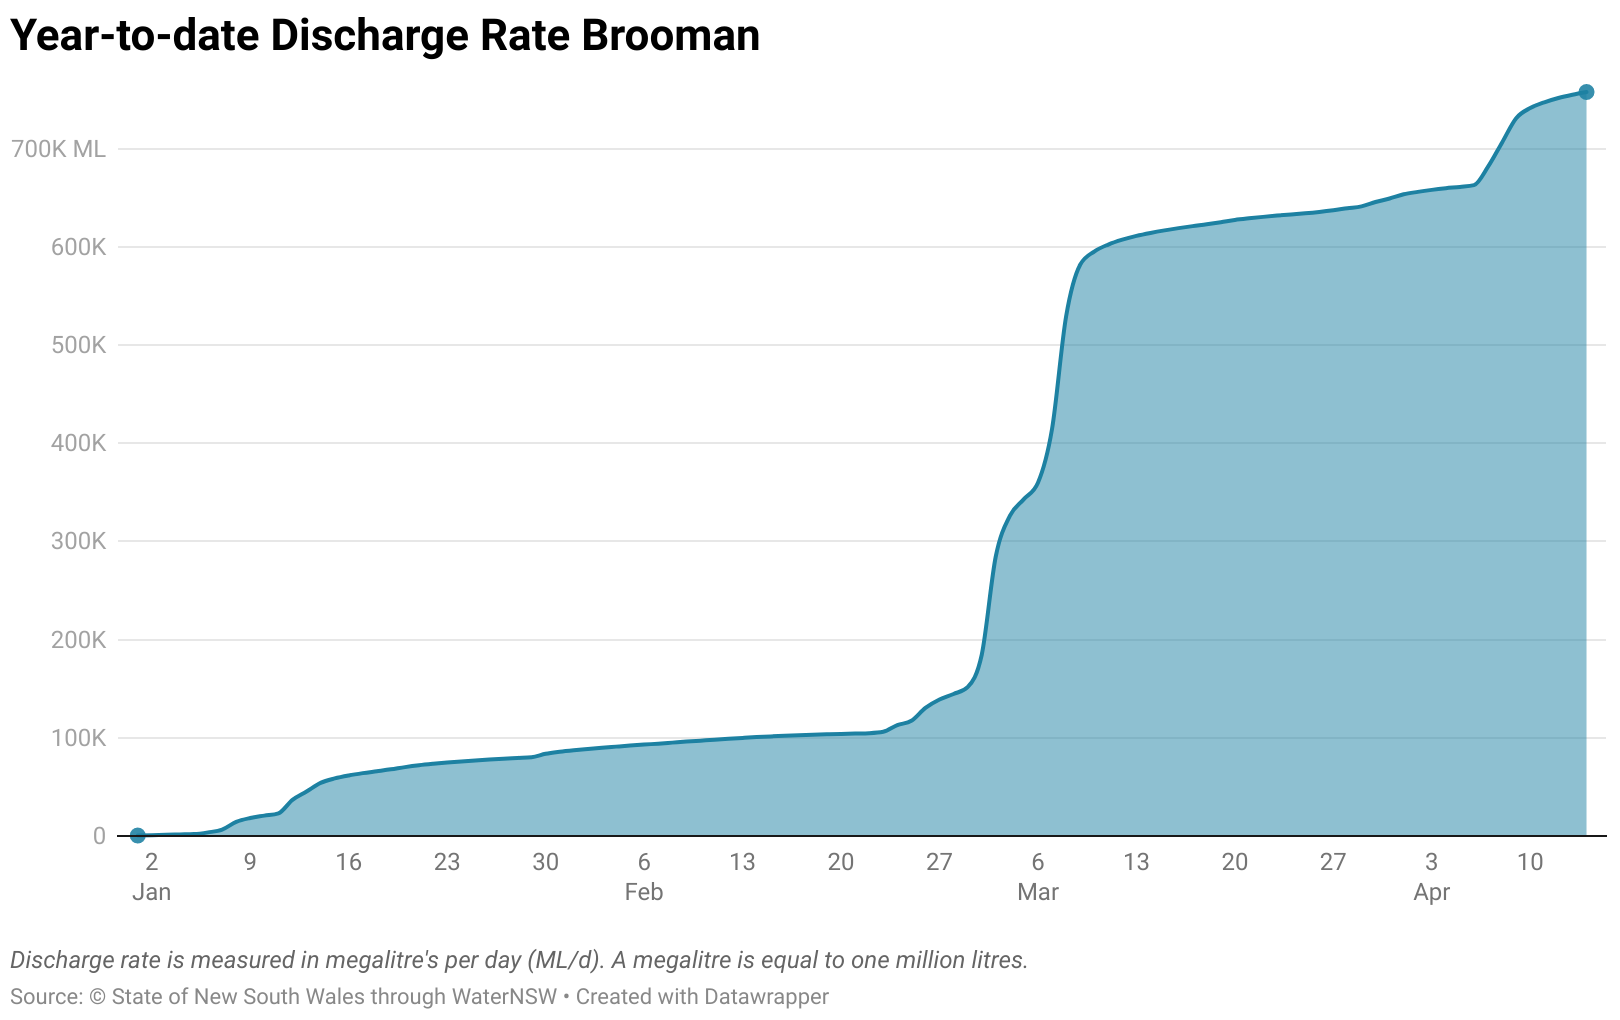 Year-to-date Discharge Rate Brooman
700K ML
600K
500K
400K
300K
200K
100K
0
2 9 16 23 30 6 13 20 27 6 13 20 27 3 10
Jan Feb Mar Apr
Discharge rate is measured in megalitre's per day (ML/d). A megalitre is equal to one million litres.
Source: © State of New South Wales through WaterNSW • Created with Datawrapper